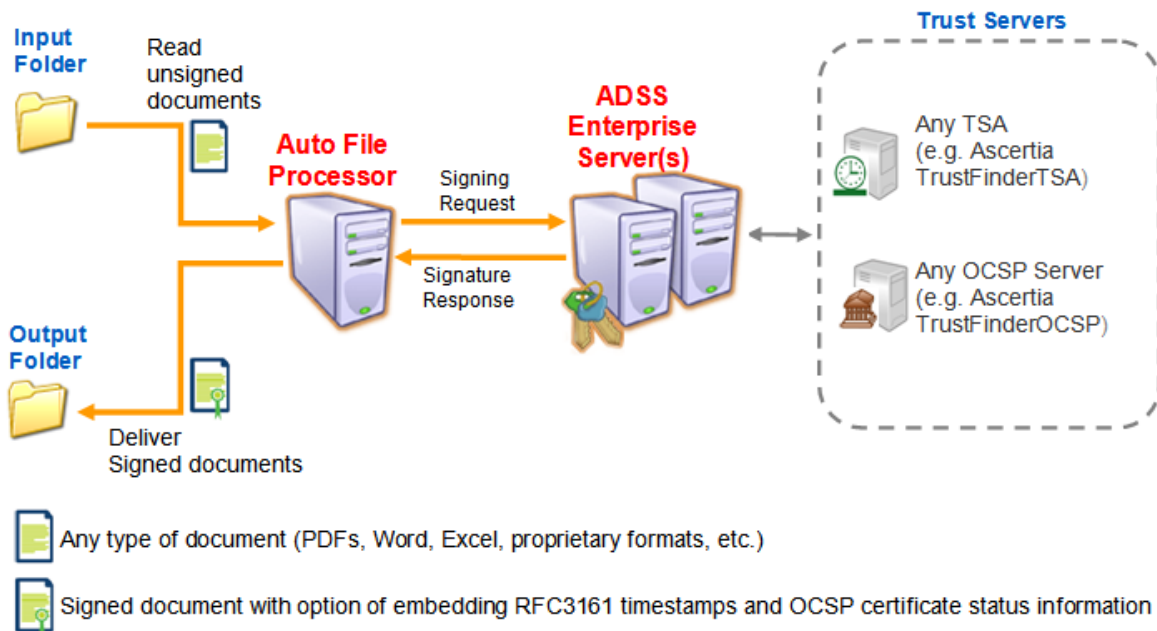 Input
Folder
Read
unsigned
documents
Auto File
Processor
Signing
Request
Signature
Response
ADSS
Enterprise
Server(s)
Trust Servers
Any TSA
(e.g. Ascertia
TrustFinderTSA)
Any OCSP Server
(e.g. Ascertia
TrustFinderOCSP)
Output
Folder
Deliver
Signed documents
Any type of document (PDFs, Word, Excel, proprietary formats, etc.)
Signed document with option of embedding RFC3161 timestamps and OCSP certificate status information